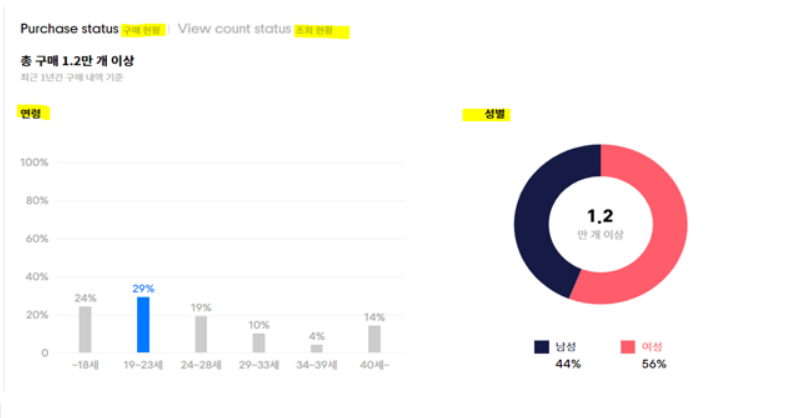 Purchase status 구매 현황 | View count status 조회 현황
총 구매 1.2만 개 이상
최근 1년간 구매 내역 기준
연령
성별
100%
80%
60%
40%
20%
0
24%
29%
19%
10%
4%
14%
~18세 19~23세 24~28세 29~33세 34~39세 40세~
1.2
만 개 이상
남성 여성
44% 56%